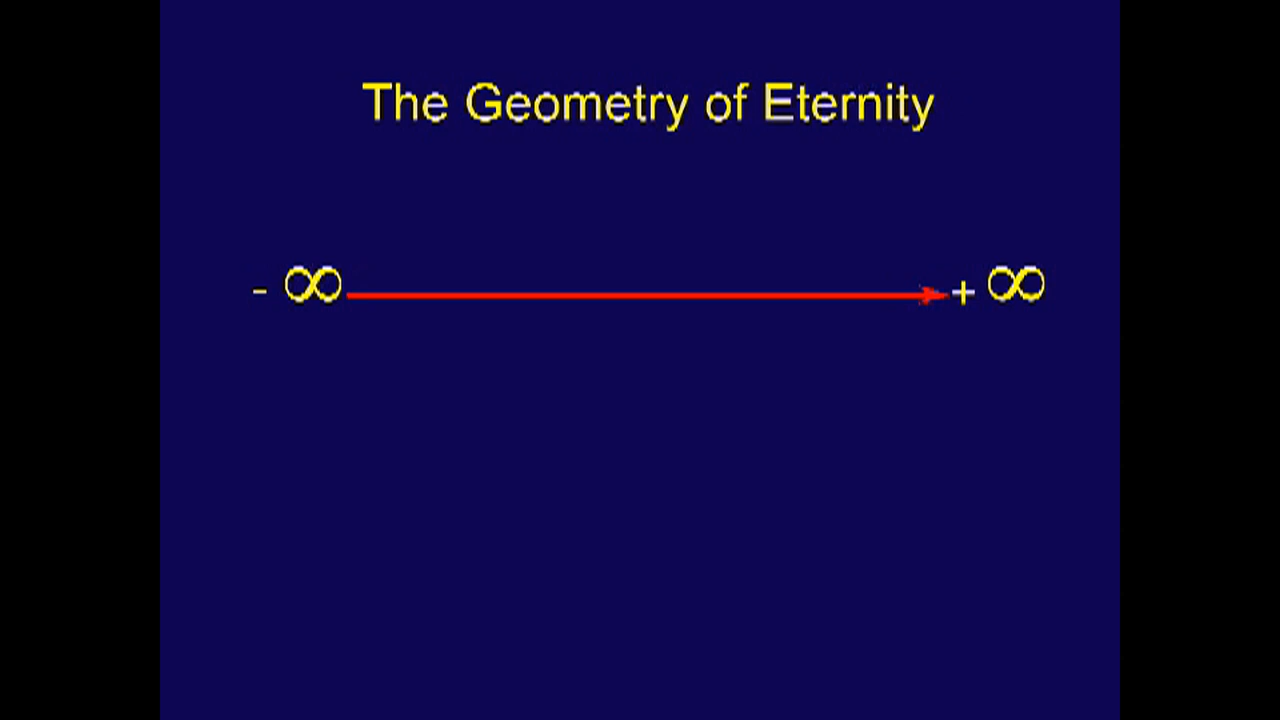 The Geometry of Eternity
- ∞ + ∞